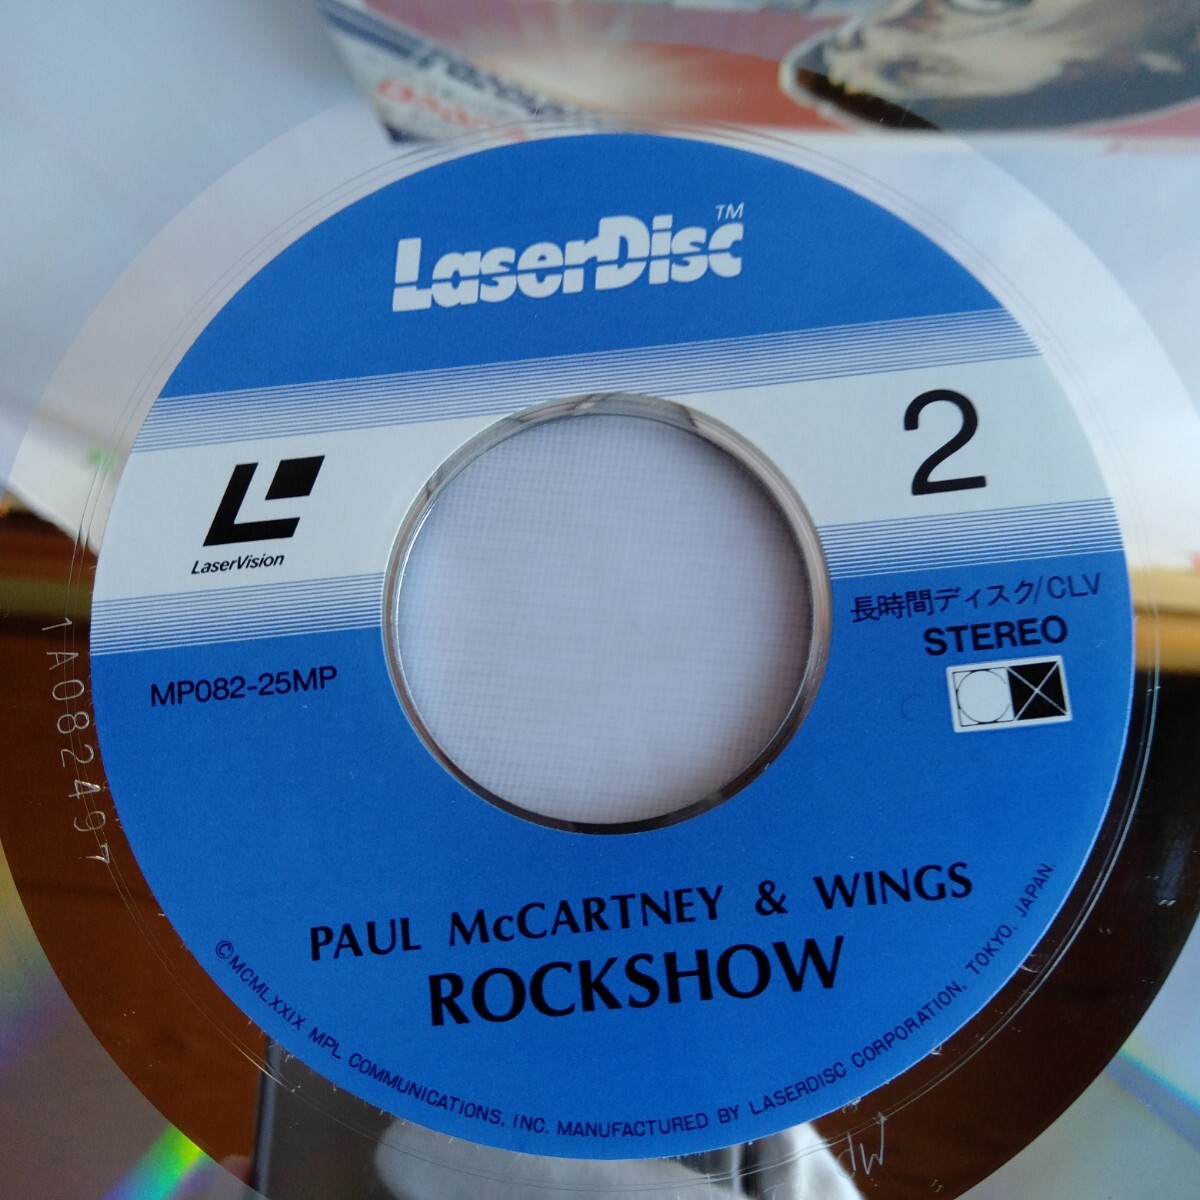 LaserDisc™
2
LaserVision
長時間ディスク/CLV
STEREO
MP082-25MP
1A082497
PAUL McCARTNEY & WINGS
ROCKSHOW
©MCMLXXIX MPL COMMUNICATIONS, INC. MANUFACTURED BY LASERDISC CORPORATION, TOKYO, JAPAN.